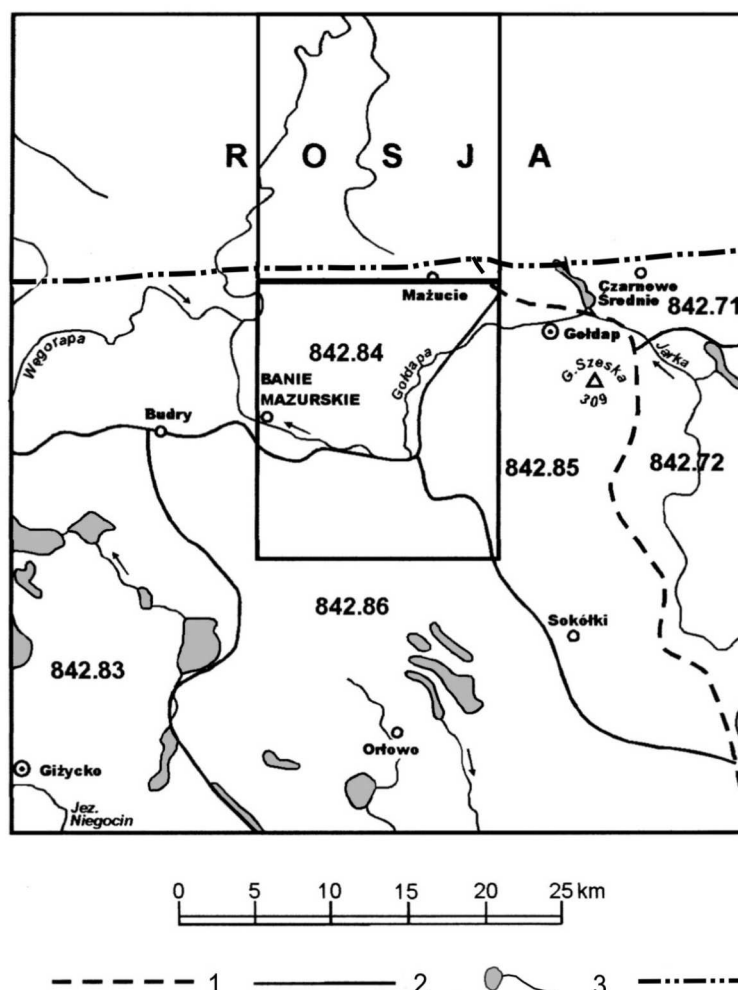 R O S J A
Czarnowo
Średnie
Mażucie
842.71
Gołdap
Węgorapa
842.84
Gołdapa
Jarka
G. Szeska
309
BANIE
MAZURSKIE
Budry
842.85
842.72
842.86
Sokółki
842.83
Orłowo
Giżycko
Jez.
Niegocin
0 5 10 15 20 25 km
1 2 3